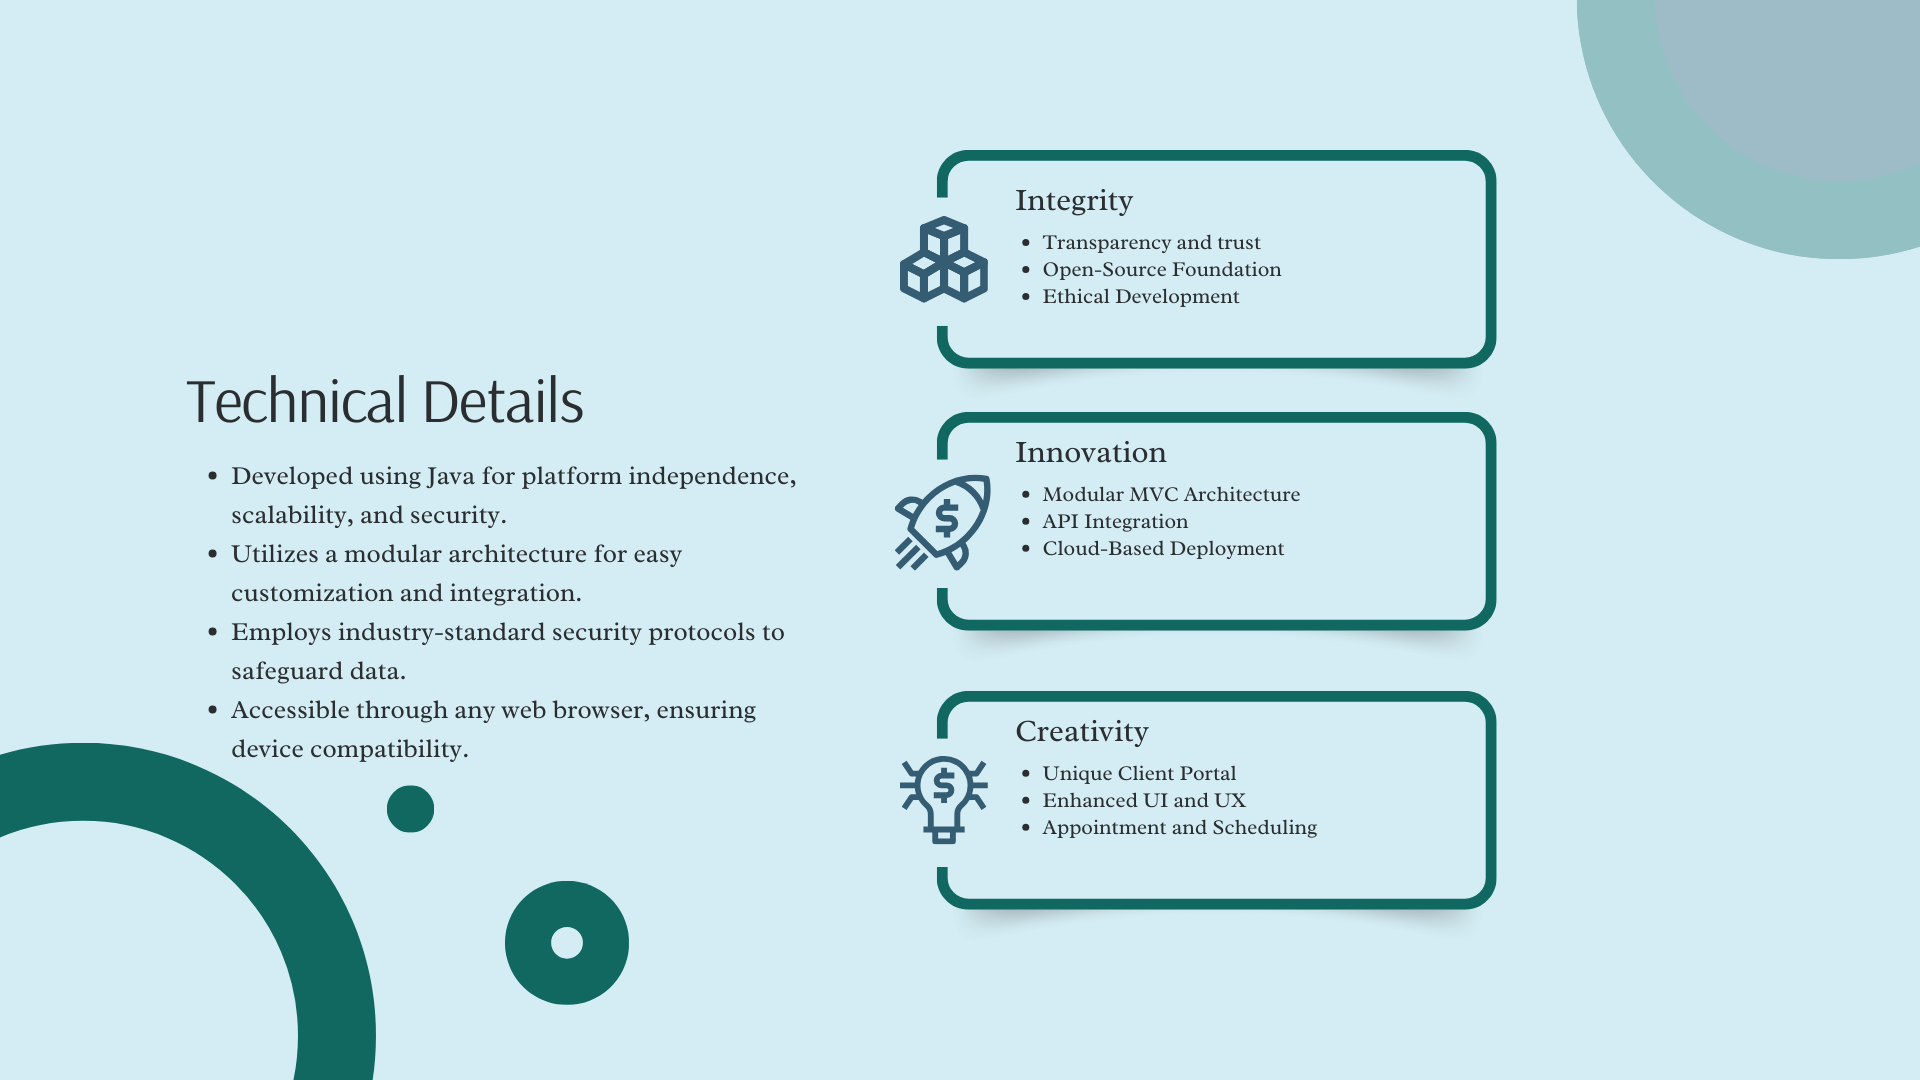 Technical Details
• Developed using Java for platform independence,
scalability, and security.
• Utilizes a modular architecture for easy
customization and integration.
• Employs industry-standard security protocols to
safeguard data.
• Accessible through any web browser, ensuring
device compatibility.
Integrity
• Transparency and trust
• Open-Source Foundation
• Ethical Development
$
Innovation
• Modular MVC Architecture
• API Integration
• Cloud-Based Deployment
$
Creativity
• Unique Client Portal
• Enhanced UI and UX
• Appointment and Scheduling